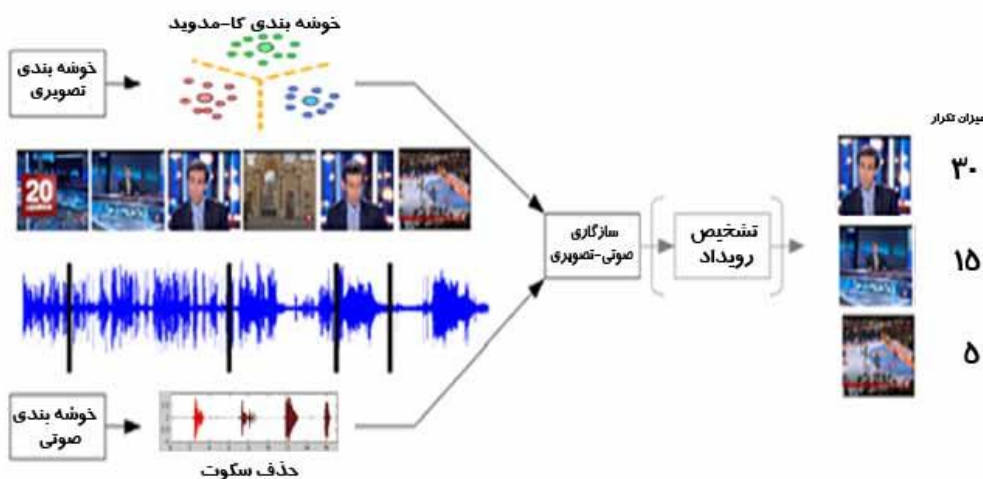 خوشه بندی کا-مدوید
خوشه بندی
تصویری
میزان تکرار
20
۳۰
سازگاری
صوتی-تصویری
تشخیص
رویداد
۱۵
۵
خوشه بندی
صوتی
حذف سکوت